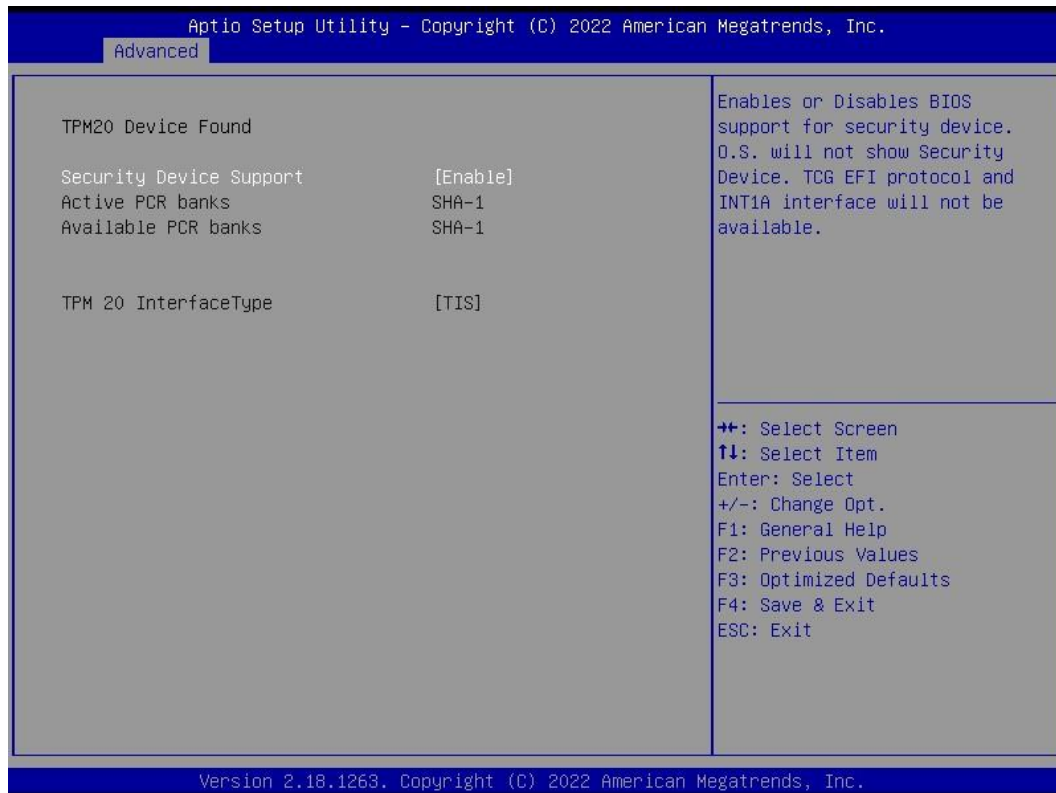 Aptio Setup Utility – Copyright (C) 2022 American Megatrends, Inc.
Advanced
TPM20 Device Found
Security Device Support [Enable]
Active PCR banks SHA-1
Available PCR banks SHA-1
TPM 20 InterfaceType [TIS]
Enables or Disables BIOS
support for security device.
O.S. will not show Security
Device. TCG EFI protocol and
INT1A interface will not be
available.
→←: Select Screen
↑↓: Select Item
Enter: Select
+/-: Change Opt.
F1: General Help
F2: Previous Values
F3: Optimized Defaults
F4: Save & Exit
ESC: Exit
Version 2.18.1263. Copyright (C) 2022 American Megatrends, Inc.